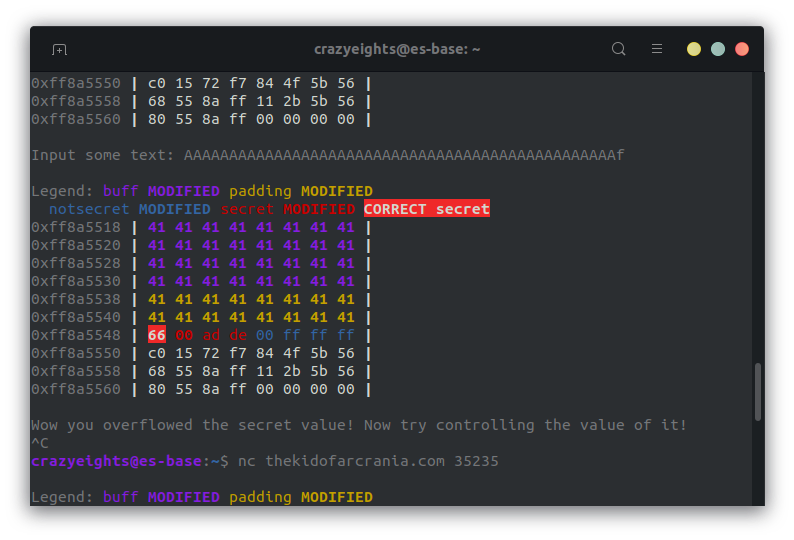 crazyeights@es-base: ~
0xff8a5550 | c0 15 72 f7 84 4f 5b 56 |
0xff8a5558 | 68 55 8a ff 11 2b 5b 56 |
0xff8a5560 | 80 55 8a ff 00 00 00 00 |
Input some text: AAAAAAAAAAAAAAAAAAAAAAAAAAAAAAAAAAAAAAAAAAAAAAAAf
Legend: buff MODIFIED padding MODIFIED
notsecret MODIFIED secret MODIFIED CORRECT secret
0xff8a5518 | 41 41 41 41 41 41 41 41 |
0xff8a5520 | 41 41 41 41 41 41 41 41 |
0xff8a5528 | 41 41 41 41 41 41 41 41 |
0xff8a5530 | 41 41 41 41 41 41 41 41 |
0xff8a5538 | 41 41 41 41 41 41 41 41 |
0xff8a5540 | 41 41 41 41 41 41 41 41 |
0xff8a5548 | 66 00 ad de 00 ff ff ff |
0xff8a5550 | c0 15 72 f7 84 4f 5b 56 |
0xff8a5558 | 68 55 8a ff 11 2b 5b 56 |
0xff8a5560 | 80 55 8a ff 00 00 00 00 |
Wow you overflowed the secret value! Now try controlling the value of it!
^C
crazyeights@es-base:~$ nc thekidofarcrania.com 35235
Legend: buff MODIFIED padding MODIFIED